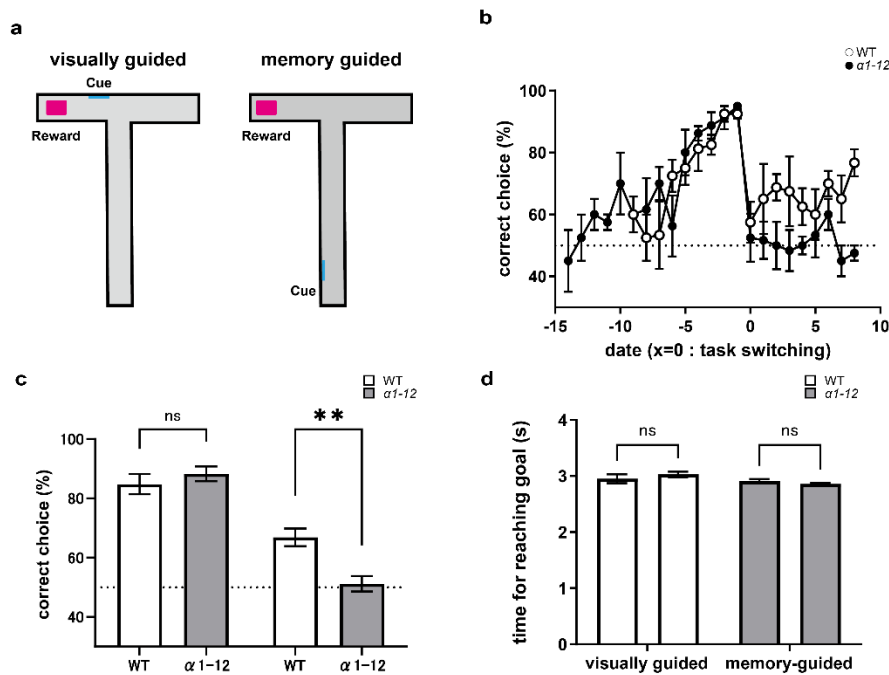 a
visually guided
Cue
Reward
memory guided
Reward
Cue
b
WT
α1-12
correct choice (%)
100
80
60
40
-15
-10
-5
0
5
10
date (x=0 : task switching)
c
WT
α1-12
ns
**
correct choice (%)
100
80
60
40
WT
α1-12
WT
α1-12
d
WT
α1-12
ns
ns
time for reaching goal (s)
4
3
2
1
0
visually guided
memory-guided